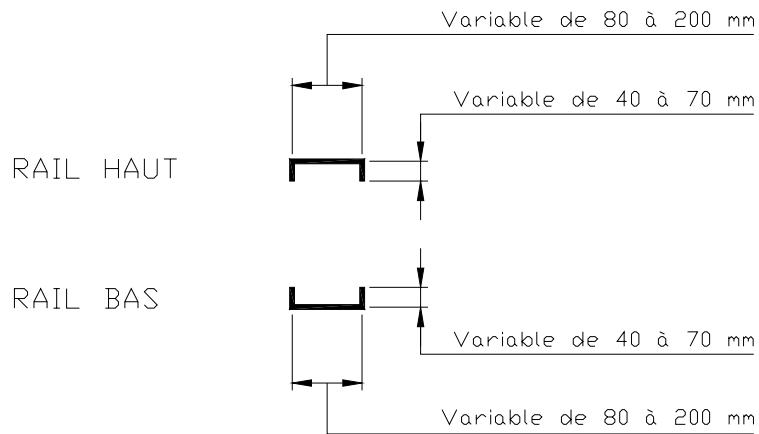 Variable de 80 à 200 mm
Variable de 40 à 70 mm
RAIL HAUT
RAIL BAS
Variable de 40 à 70 mm
Variable de 80 à 200 mm